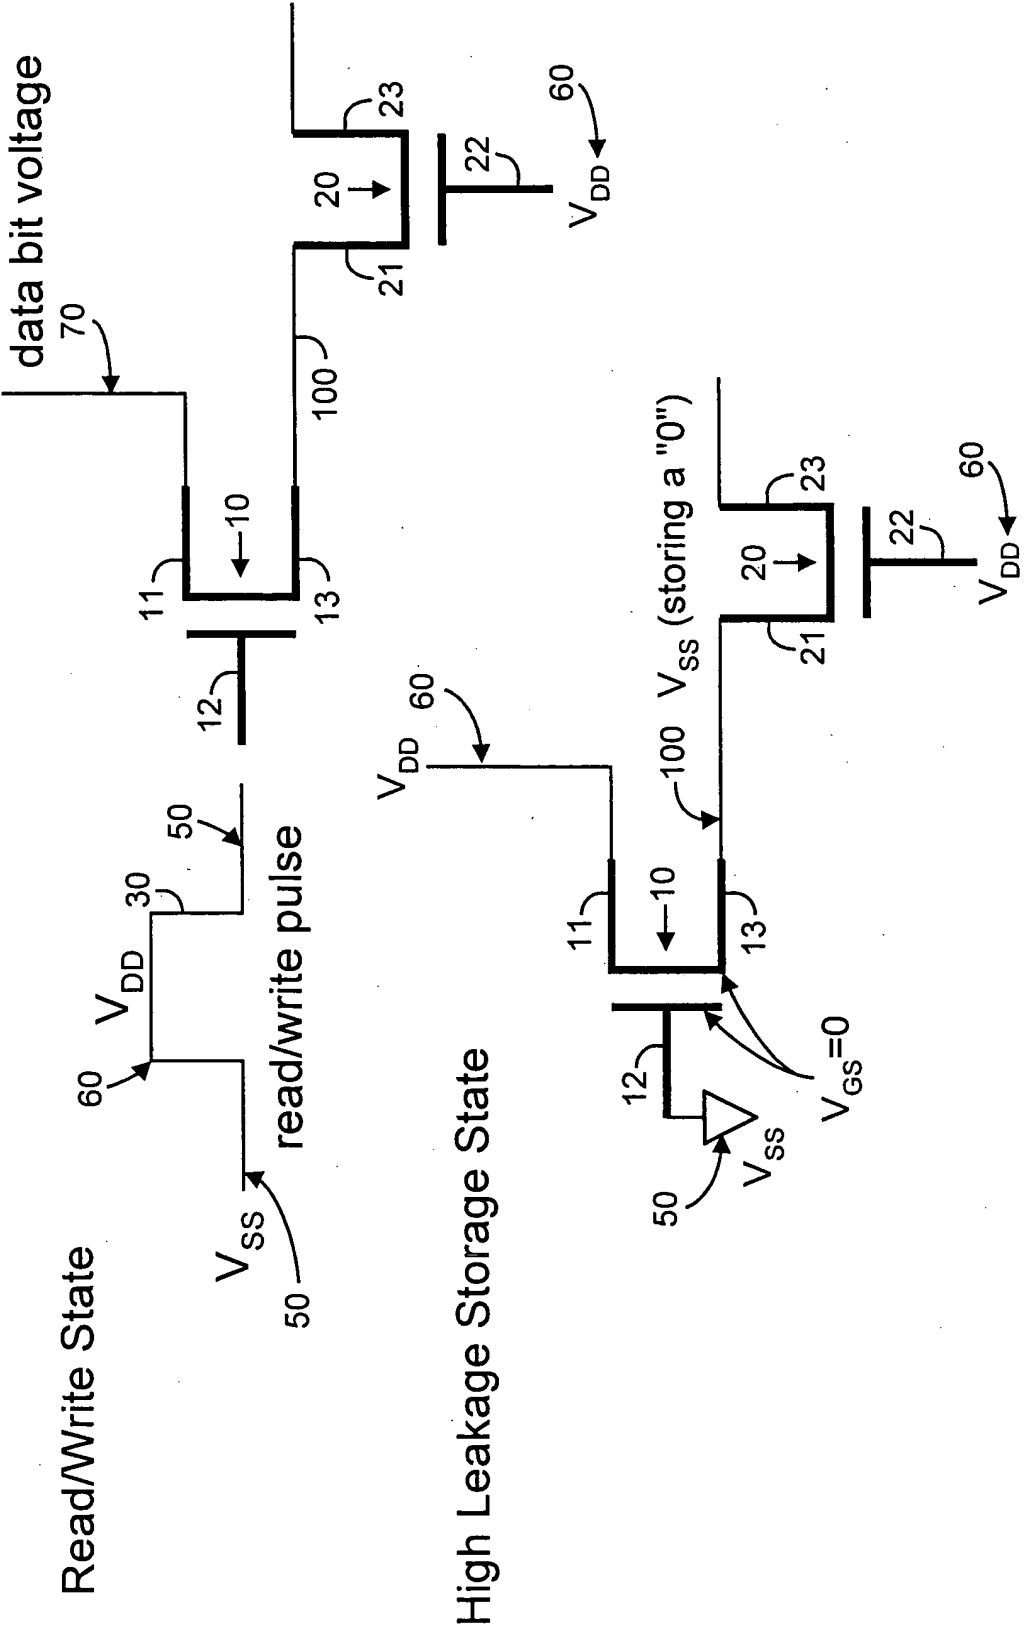 Read/Write State
data bit voltage
70
60
V_DD
30
50
V_SS
50
read/write pulse
12
11
10
13
100
21
20
23
22
V_DD
60
High Leakage Storage State
V_DD
60
11
10
12
13
50
V_SS
V_GS=0
100
V_SS (storing a "0")
21
20
23
22
V_DD
60